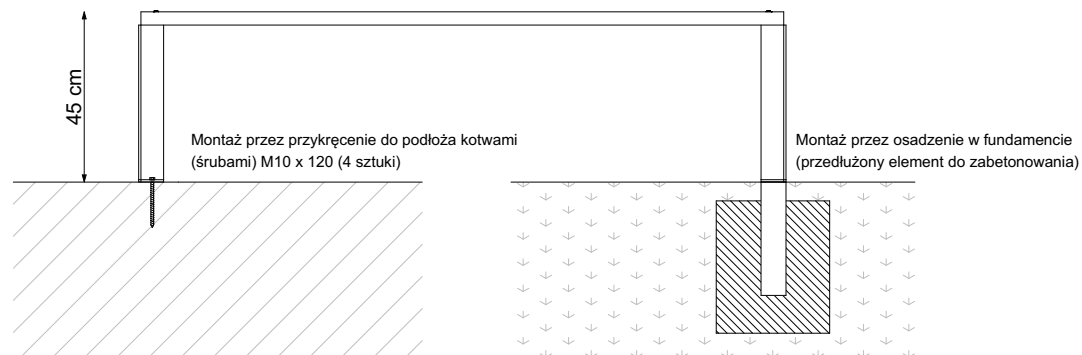 45 cm
Montaż przez przykręcenie do podłoża kotwami
(śrubami) M10 x 120 (4 sztuki)
Montaż przez osadzenie w fundamencie
(przedłużony element do zabetonowania)